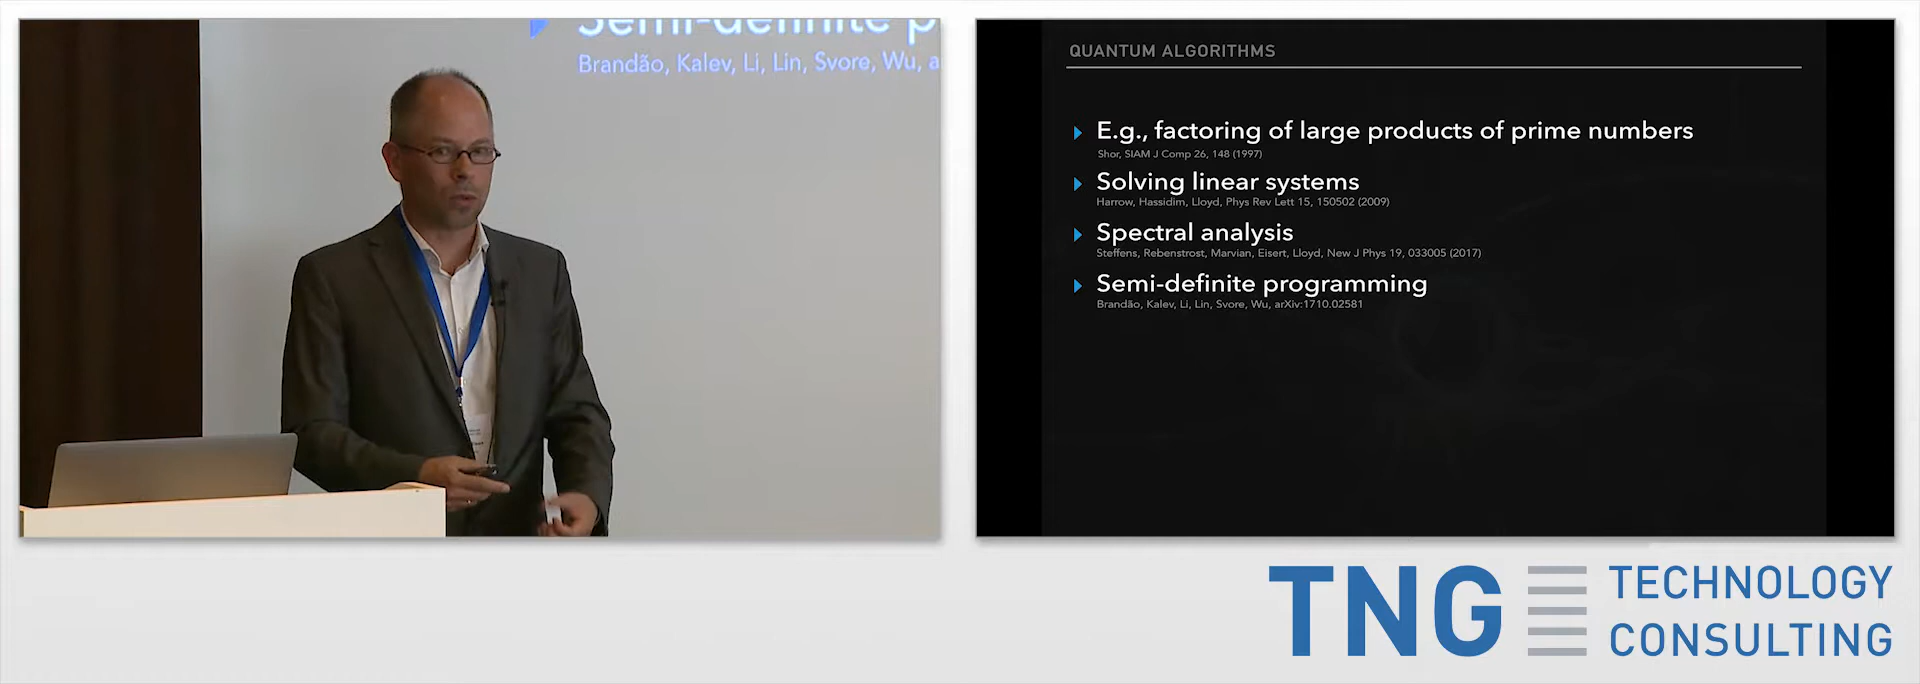 Semi-definite p
Brandão, Kalev, Li, Lin, Svore, Wu, a
QUANTUM ALGORITHMS
E.g., factoring of large products of prime numbers
Shor, SIAM J Comp 26, 148 (1997)
Solving linear systems
Harrow, Hassidim, Lloyd, Phys Rev Lett 15, 150502 (2009)
Spectral analysis
Steffens, Rebenstrost, Marvian, Eisert, Lloyd, New J Phys 19, 033005 (2017)
Semi-definite programming
Brandão, Kalev, Li, Lin, Svore, Wu, arXiv:1710.02581
TNG TECHNOLOGY
CONSULTING